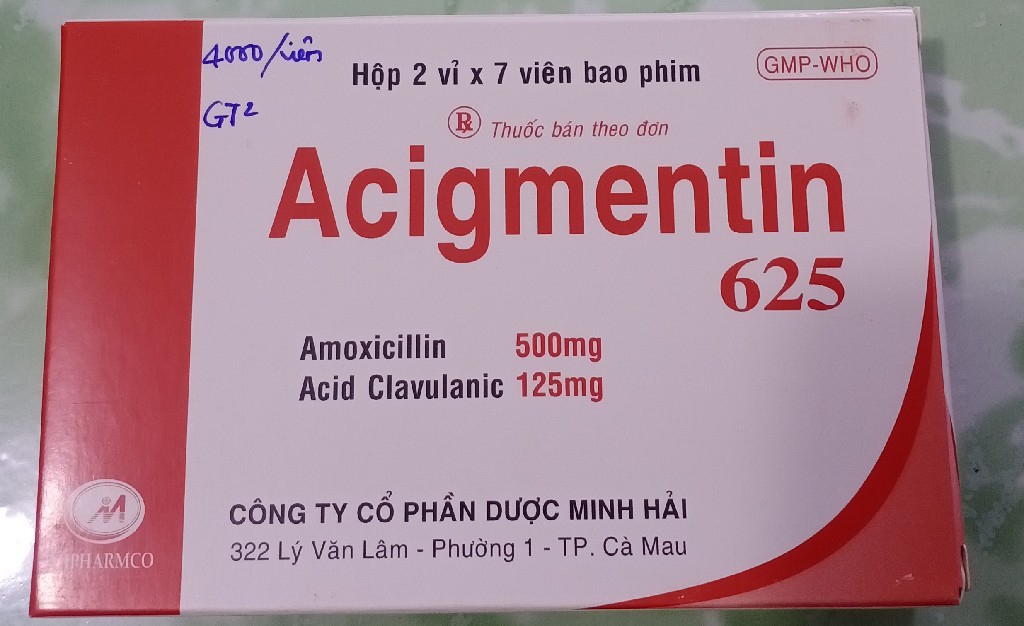 4000/viên
GT2
Hộp 2 vỉ x 7 viên bao phim
GMP-WHO
Rx Thuốc bán theo đơn
Acigmentin
625
Amoxicillin 500mg
Acid Clavulanic 125mg
CÔNG TY CỔ PHẦN DƯỢC MINH HẢI
322 Lý Văn Lâm - Phường 1 - TP. Cà Mau
IPHARMCO